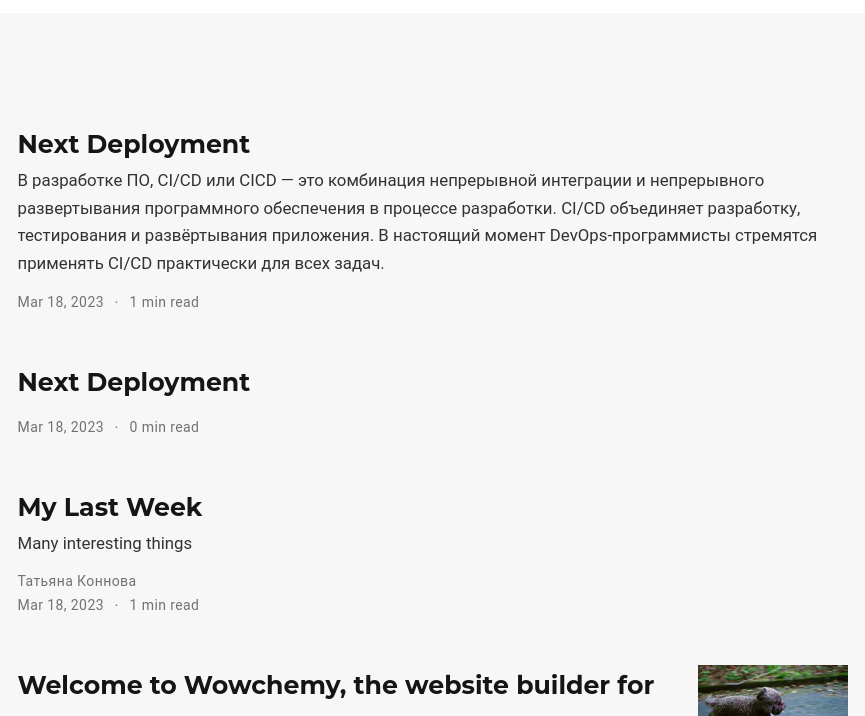 Next Deployment
В разработке ПО, CI/CD или CICD — это комбинация непрерывной интеграции и непрерывного
развертывания программного обеспечения в процессе разработки. CI/CD объединяет разработку,
тестирования и развёртывания приложения. В настоящий момент DevOps-программисты стремятся
применять CI/CD практически для всех задач.
Mar 18, 2023 · 1 min read
Next Deployment
Mar 18, 2023 · 0 min read
My Last Week
Many interesting things
Татьяна Коннова
Mar 18, 2023 · 1 min read
Welcome to Wowchemy, the website builder for